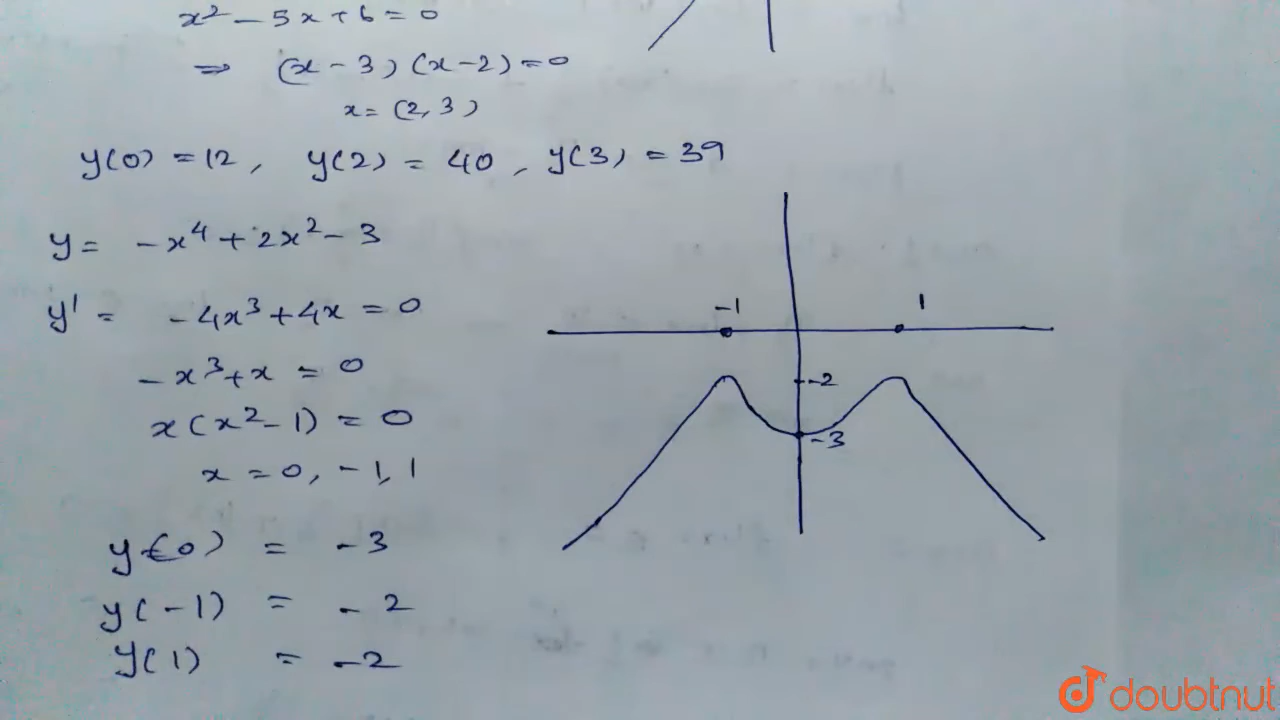 x² - 5x + 6 = 0
⇒ (x - 3) (x - 2) = 0
x = (2, 3)
y(0) = 12, y(2) = 40, y(3) = 39
y = -x⁴ + 2x² - 3
y' = -4x³ + 4x = 0
-x³ + x = 0
x(x² - 1) = 0
x = 0, -1, 1
y(0) = -3
y(-1) = -2
y(1) = -2
-1
1
-2
-3
doubtnut